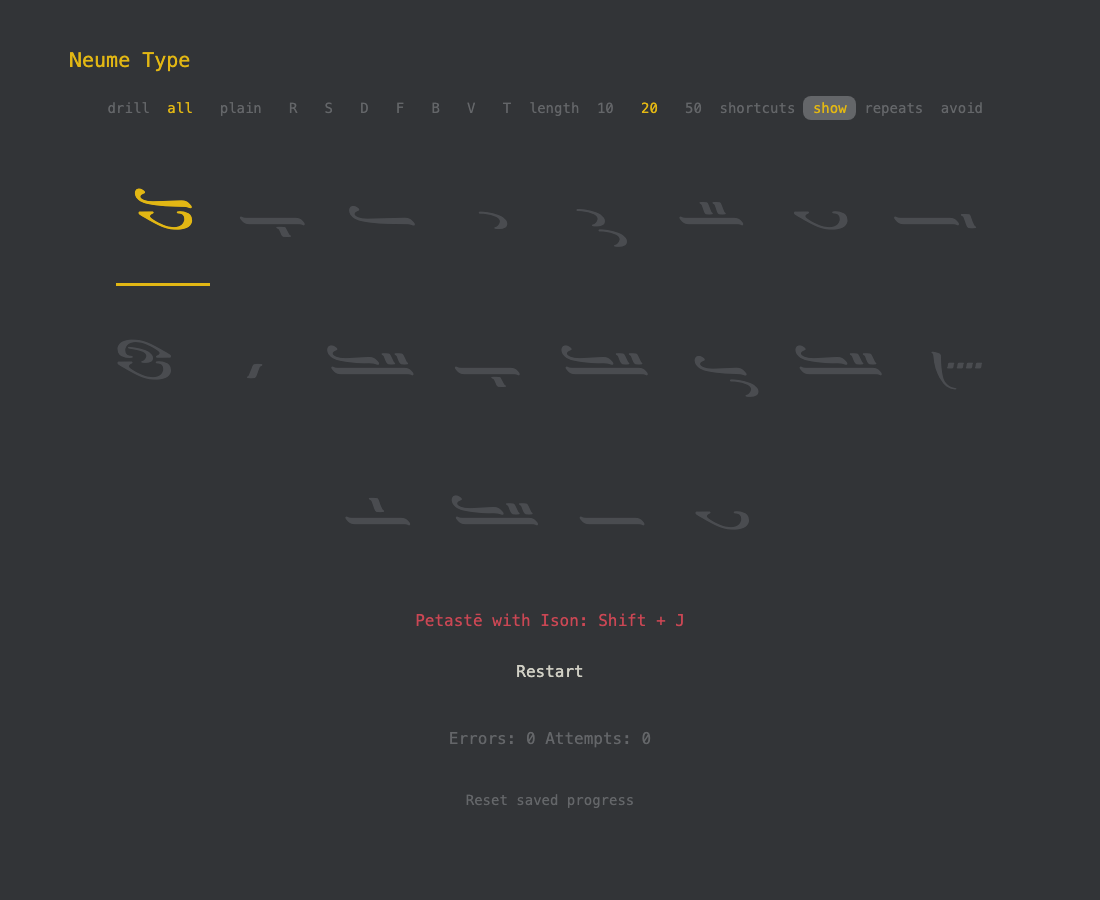 Neume Type
drill all plain R S D F B V T length 10 20 50 shortcuts show repeats avoid
Petastē with Ison: Shift + J
Restart
Errors: 0 Attempts: 0
Reset saved progress